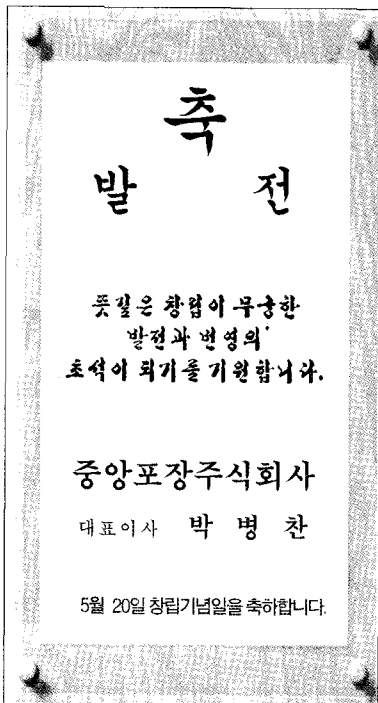 축
발 전
뜻깊은 창립이 무궁한
발전과 번영의
초석이 되기를 기원합니다.
중앙포장주식회사
대표이사 박 병 찬
5월 20일 창립기념일을 축하합니다.